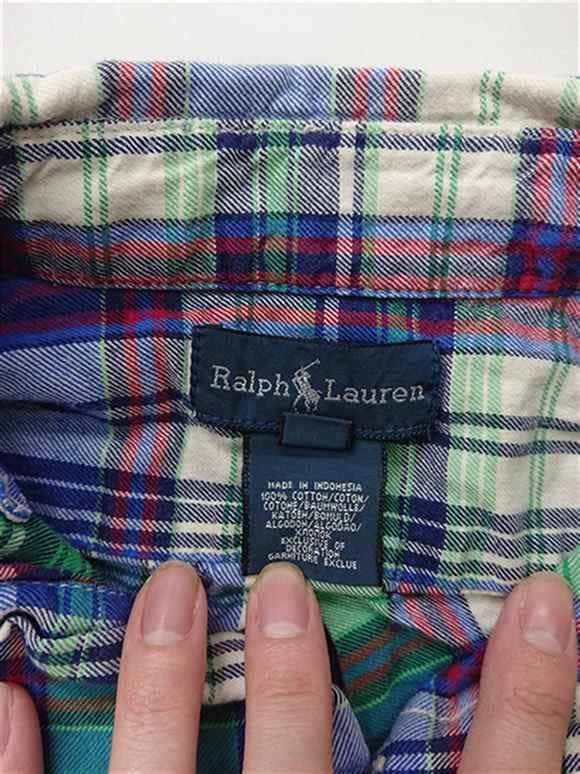 Ralph Lauren
MADE IN INDONESIA
100% COTTON/COTON/
COTONE/BAUMWOLLE/
KATOEN/BOMULD/
ALGODON/ALGODAO/
ХЛОПОК
EXCLUSIVE OF
DECORATION
GARNITURE EXCLUE